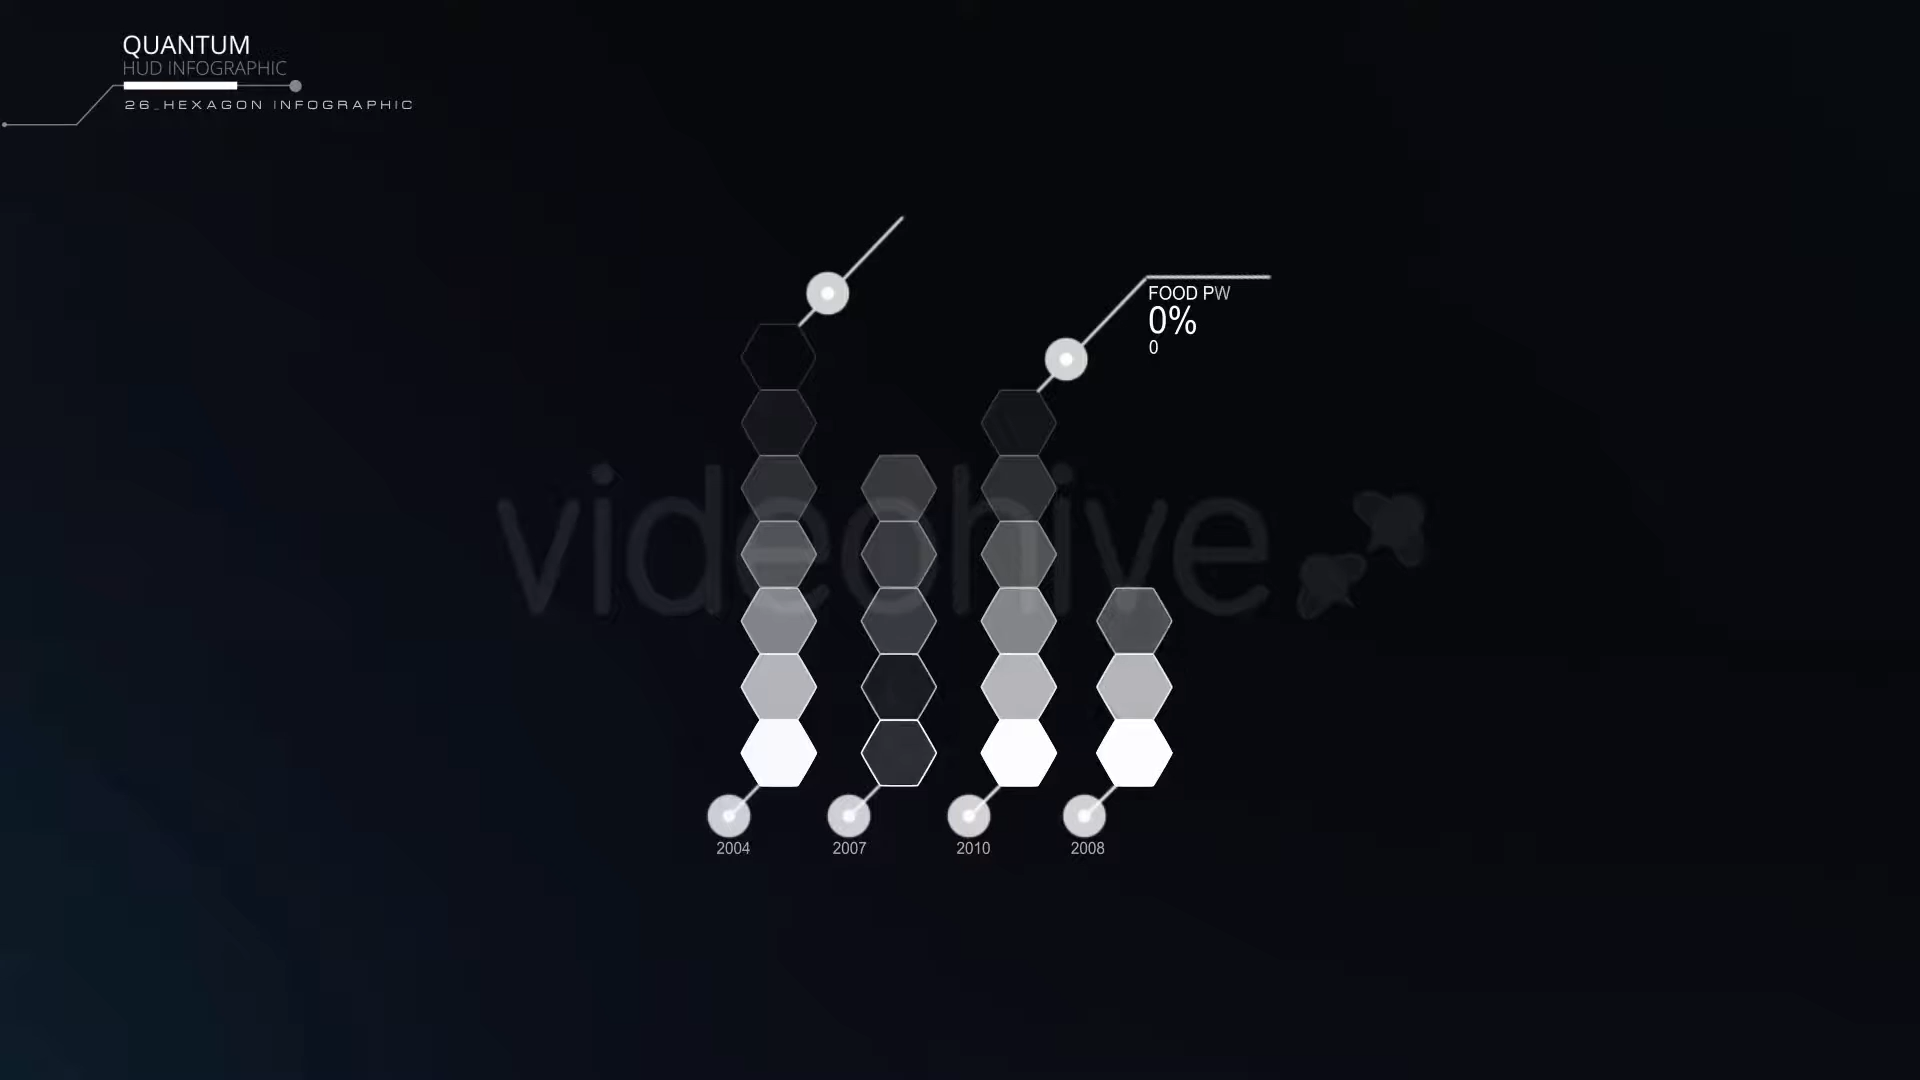 QUANTUM
HUD INFOGRAPHIC
26_HEXAGON INFOGRAPHIC
FOOD PW
0%
0
videohive
2004
2007
2010
2008